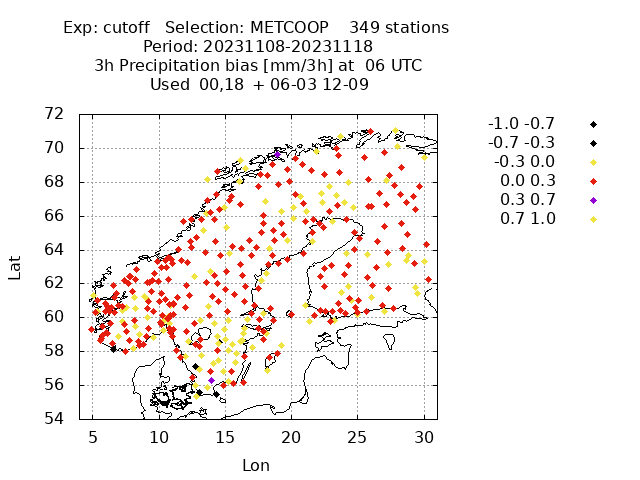 Exp: cutoff   Selection: METCOOP    349 stations
Period: 20231108-20231118
3h Precipitation bias [mm/3h] at  06 UTC
Used  00,18  + 06-03 12-09
72
70
68
66
64
62
60
58
56
54
Lat
5 10 15 20 25 30
Lon
-1.0 -0.7
-0.7 -0.3
-0.3 0.0
0.0 0.3
0.3 0.7
0.7 1.0